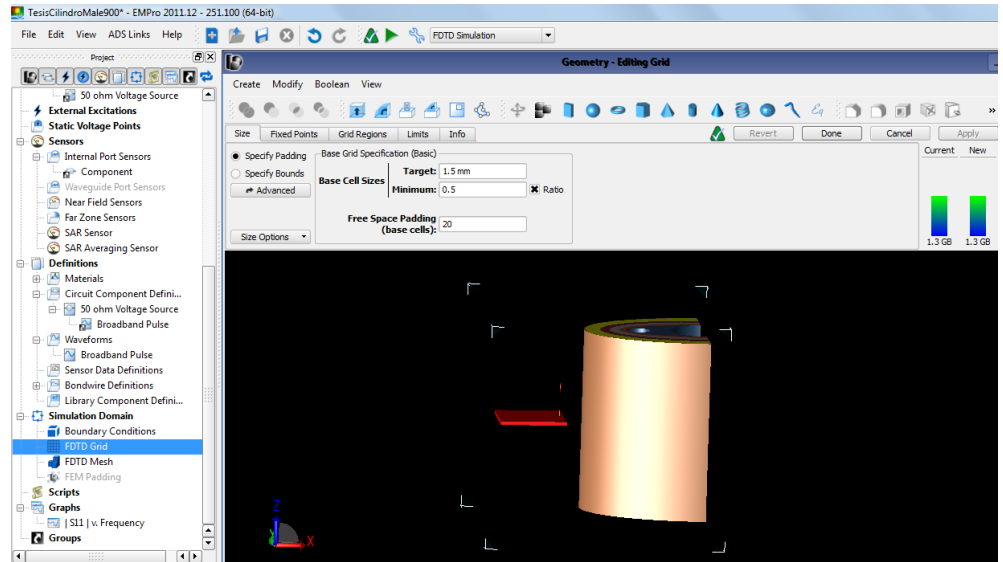 TesisCilindroMale900* - EMPro 2011.12 - 251.100 (64-bit)
File Edit View ADS Links Help FDTD Simulation
Project
50 ohm Voltage Source
External Excitations
Static Voltage Points
Sensors
Internal Port Sensors
Component
Waveguide Port Sensors
Near Field Sensors
Far Zone Sensors
SAR Sensor
SAR Averaging Sensor
Definitions
Materials
Circuit Component Defini...
50 ohm Voltage Source
Broadband Pulse
Waveforms
Broadband Pulse
Sensor Data Definitions
Bondwire Definitions
Library Component Defini...
Simulation Domain
Boundary Conditions
FDTD Grid
FDTD Mesh
FEM Padding
Scripts
Graphs
| S11 | v. Frequency
Groups
Geometry - Editing Grid
Create Modify Boolean View
»
Size Fixed Points Grid Regions Limits Info Revert Done Cancel Apply
Specify Padding
Specify Bounds
Advanced
Size Options
Base Grid Specification (Basic)
Base Cell Sizes
Target: 1.5 mm
Minimum: 0.5 Ratio
Free Space Padding
(base cells): 20
Current New
1.3 GB 1.3 GB
Z
Y
X